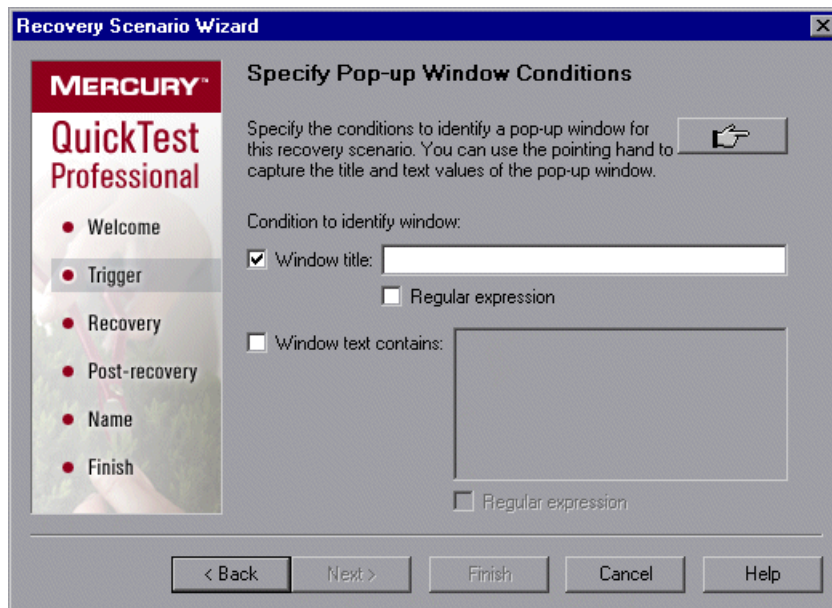 Recovery Scenario Wizard
MERCURY™
QuickTest
Professional
Welcome
Trigger
Recovery
Post-recovery
Name
Finish
Specify Pop-up Window Conditions
Specify the conditions to identify a pop-up window for
this recovery scenario. You can use the pointing hand to
capture the title and text values of the pop-up window.
Condition to identify window:
Window title:
Regular expression
Window text contains:
Regular expression
< Back
Next >
Finish
Cancel
Help